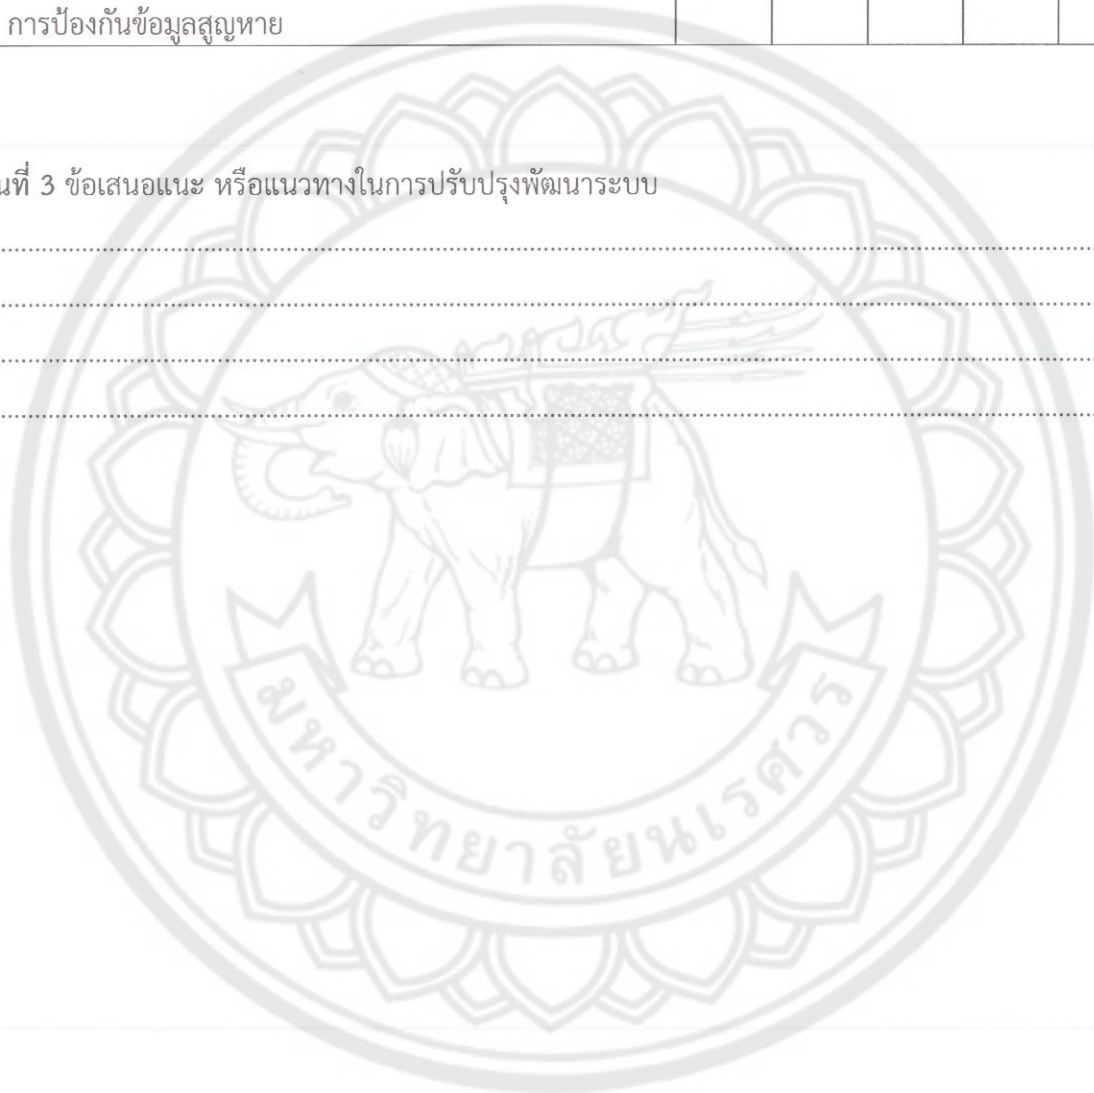 การป้องกันข้อมูลสูญหาย
นที่ 3 ข้อเสนอแนะ หรือแนวทางในการปรับปรุงพัฒนาระบบ
มหาวิทยาลัยนเรศวร